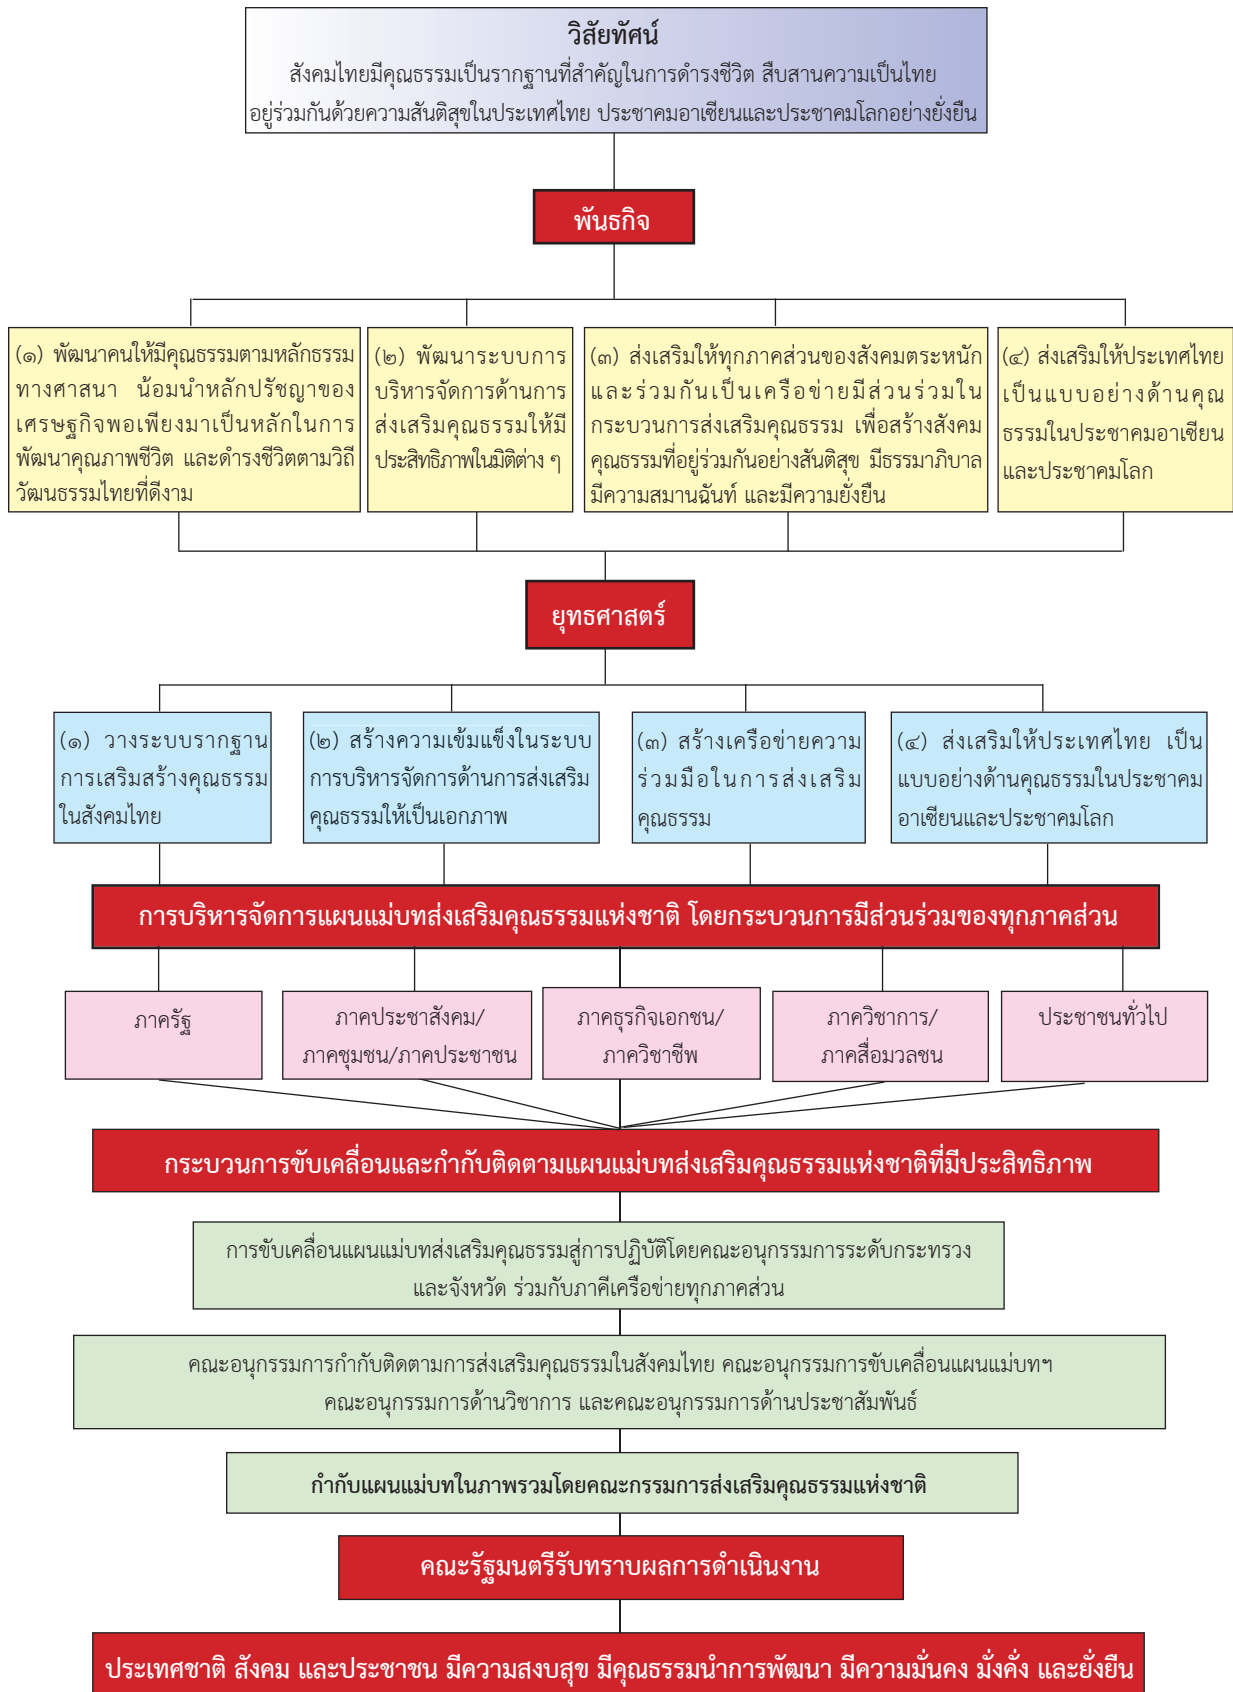 วิสัยทัศน์
สังคมไทยมีคุณธรรมเป็นรากฐานที่สำคัญในการดำรงชีวิต สืบสานความเป็นไทย
อยู่ร่วมกันด้วยความสันติสุขในประเทศไทย ประชาคมอาเซียนและประชาคมโลกอย่างยั่งยืน
พันธกิจ
(๑) พัฒนาคนให้มีคุณธรรมตามหลักธรรม
ทางศาสนา น้อมนำหลักปรัชญาของ
เศรษฐกิจพอเพียงมาเป็นหลักในการ
พัฒนาคุณภาพชีวิต และดำรงชีวิตตามวิถี
วัฒนธรรมไทยที่ดีงาม
(๒) พัฒนาระบบการ
บริหารจัดการด้านการ
ส่งเสริมคุณธรรมให้มี
ประสิทธิภาพในมิติต่าง ๆ
(๓) ส่งเสริมให้ทุกภาคส่วนของสังคมตระหนัก
และร่วมกันเป็นเครือข่ายมีส่วนร่วมใน
กระบวนการส่งเสริมคุณธรรม เพื่อสร้างสังคม
คุณธรรมที่อยู่ร่วมกันอย่างสันติสุข มีธรรมาภิบาล
มีความสมานฉันท์ และมีความยั่งยืน
(๔) ส่งเสริมให้ประเทศไทย
เป็นแบบอย่างด้านคุณ
ธรรมในประชาคมอาเซียน
และประชาคมโลก
ยุทธศาสตร์
(๑) วางระบบรากฐาน
การเสริมสร้างคุณธรรม
ในสังคมไทย
(๒) สร้างความเข้มแข็งในระบบ
การบริหารจัดการด้านการส่งเสริม
คุณธรรมให้เป็นเอกภาพ
(๓) สร้างเครือข่ายความ
ร่วมมือในการส่งเสริม
คุณธรรม
(๔) ส่งเสริมให้ประเทศไทย เป็น
แบบอย่างด้านคุณธรรมในประชาคม
อาเซียนและประชาคมโลก
การบริหารจัดการแผนแม่บทส่งเสริมคุณธรรมแห่งชาติ โดยกระบวนการมีส่วนร่วมของทุกภาคส่วน
ภาครัฐ
ภาคประชาสังคม/
ภาคชุมชน/ภาคประชาชน
ภาคธุรกิจเอกชน/
ภาควิชาชีพ
ภาควิชาการ/
ภาคสื่อมวลชน
ประชาชนทั่วไป
กระบวนการขับเคลื่อนและกำกับติดตามแผนแม่บทส่งเสริมคุณธรรมแห่งชาติที่มีประสิทธิภาพ
การขับเคลื่อนแผนแม่บทส่งเสริมคุณธรรมสู่การปฏิบัติโดยคณะอนุกรรมการระดับกระทรวง
และจังหวัด ร่วมกับภาคีเครือข่ายทุกภาคส่วน
คณะอนุกรรมการกำกับติดตามการส่งเสริมคุณธรรมในสังคมไทย คณะอนุกรรมการขับเคลื่อนแผนแม่บทฯ
คณะอนุกรรมการด้านวิชาการ และคณะอนุกรรมการด้านประชาสัมพันธ์
กำกับแผนแม่บทในภาพรวมโดยคณะกรรมการส่งเสริมคุณธรรมแห่งชาติ
คณะรัฐมนตรีรับทราบผลการดำเนินงาน
ประเทศชาติ สังคม และประชาชน มีความสงบสุข มีคุณธรรมนำการพัฒนา มีความมั่นคง มั่งคั่ง และยั่งยืน